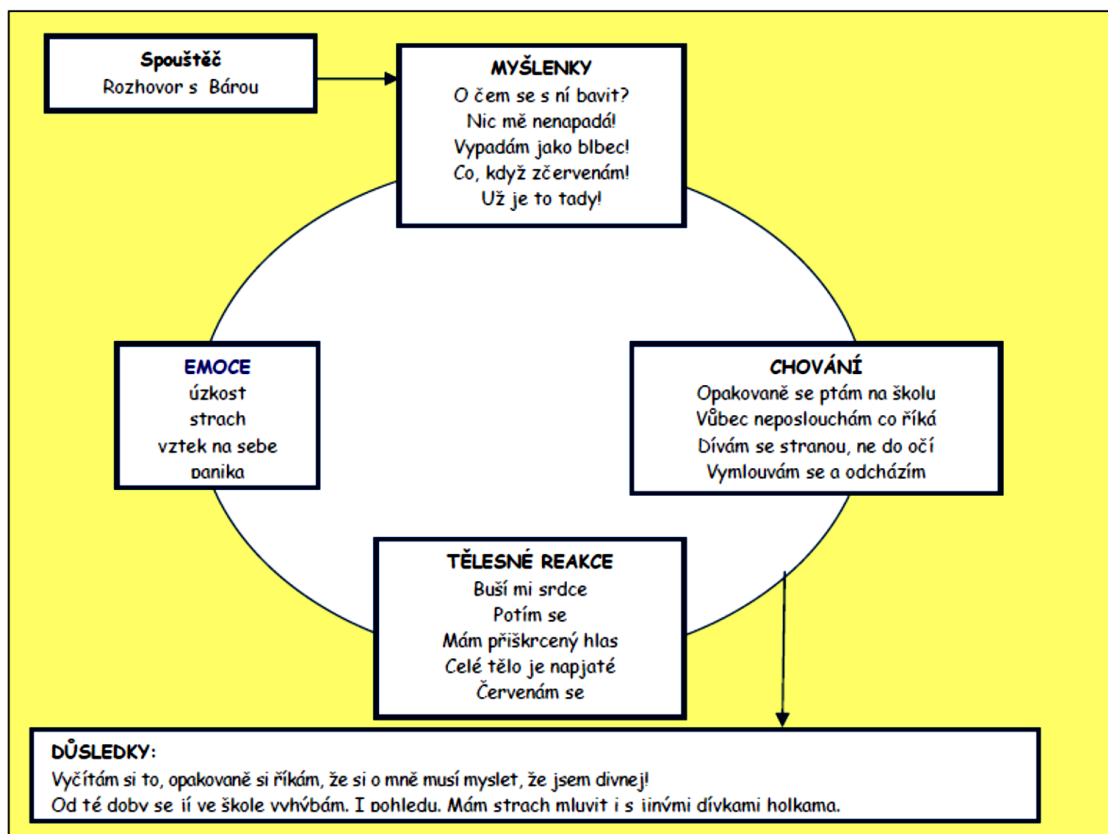 Spouštěč
Rozhovor s Bárou
MYŠLENKY
O čem se s ní bavit?
Nic mě nenapadá!
Vypadám jako blbec!
Co, když zčervenám!
Už je to tady!
EMOCE
úzkost
strach
vztek na sebe
panika
CHOVÁNÍ
Opakovaně se ptám na školu
Vůbec neposlouchám co říká
Dívám se stranou, ne do očí
Vymlouvám se a odcházím
TĚLESNÉ REAKCE
Buší mi srdce
Potím se
Mám přiškrcený hlas
Celé tělo je napjaté
Červenám se
DŮSLEDKY:
Vyčítám si to, opakovaně si říkám, že si o mně musí myslet, že jsem divnej!
Od té doby se jí ve škole vyhýbám. I pohledu. Mám strach mluvit i s jinými dívkami holkama.